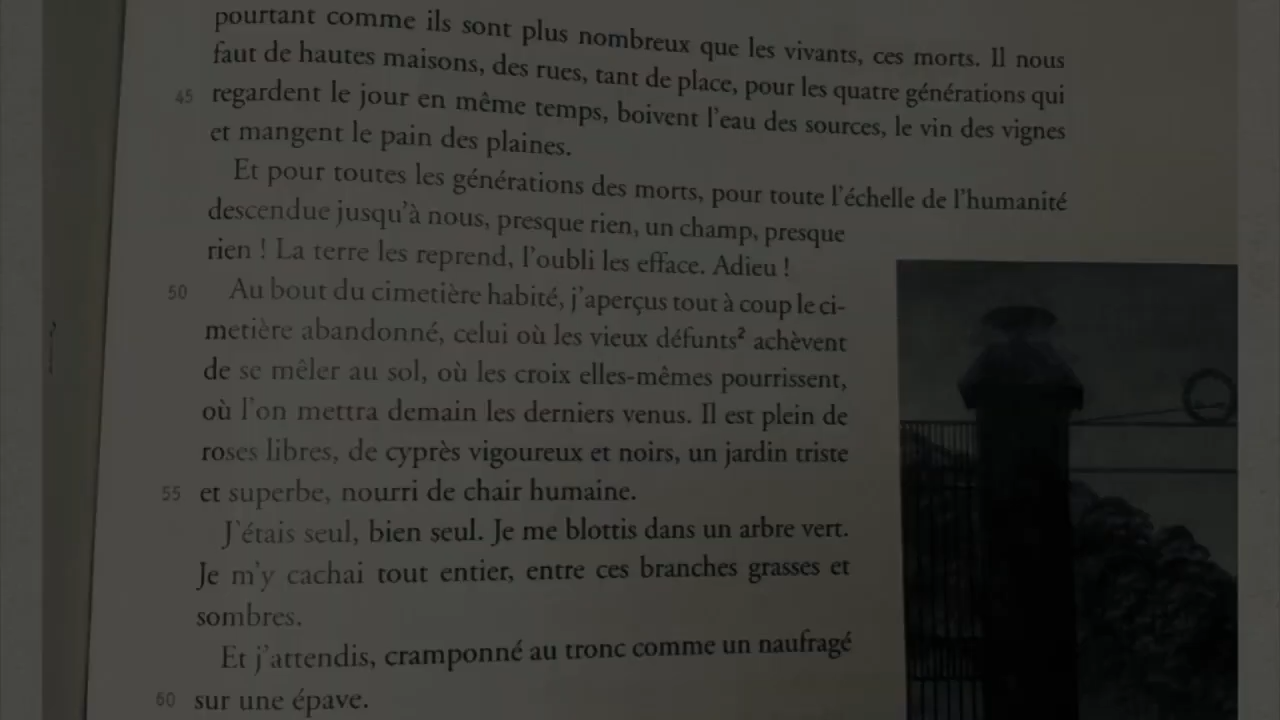 pourtant comme ils sont plus nombreux que les vivants, ces morts. Il nous
faut de hautes maisons, des rues, tant de place, pour les quatre générations qui
45 regardent le jour en même temps, boivent l'eau des sources, le vin des vignes
et mangent le pain des plaines.
Et pour toutes les générations des morts, pour toute l'échelle de l'humanité
descendue jusqu'à nous, presque rien, un champ, presque
rien ! La terre les reprend, l'oubli les efface. Adieu !
50 Au bout du cimetière habité, j'aperçus tout à coup le ci-
metière abandonné, celui où les vieux défunts² achèvent
de se mêler au sol, où les croix elles-mêmes pourrissent,
où l'on mettra demain les derniers venus. Il est plein de
roses libres, de cyprès vigoureux et noirs, un jardin triste
55 et superbe, nourri de chair humaine.
J'étais seul, bien seul. Je me blottis dans un arbre vert.
Je m'y cachai tout entier, entre ces branches grasses et
sombres.
Et j'attendis, cramponné au tronc comme un naufragé
60 sur une épave.